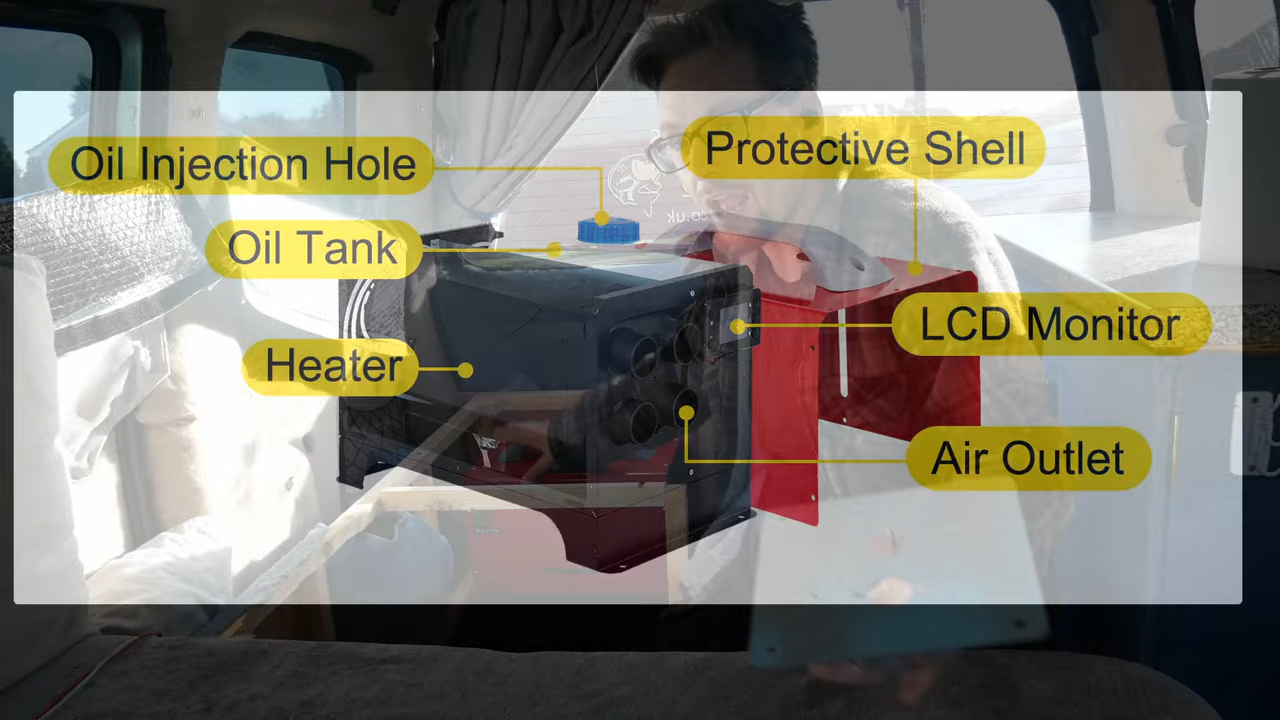 Oil Injection Hole
Protective Shell
Oil Tank
LCD Monitor
Heater
Air Outlet